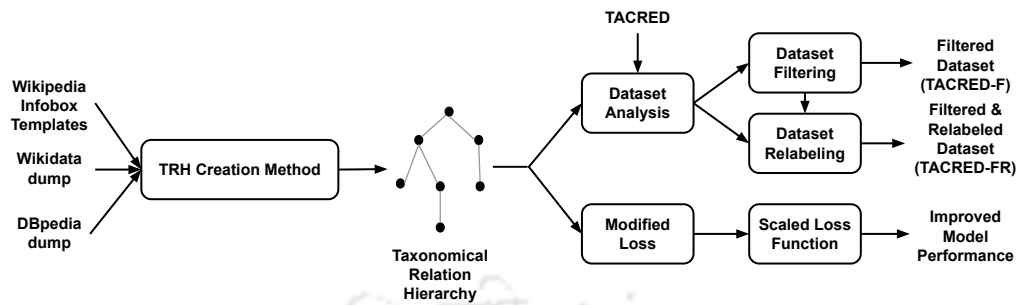 Wikipedia
Infobox
Templates
Wikidata
dump
DBpedia
dump
TRH Creation Method
Taxonomical
Relation
Hierarchy
TACRED
Dataset
Analysis
Dataset
Filtering
Dataset
Relabeling
Filtered
Dataset
(TACRED-F)
Filtered &
Relabeled
Dataset
(TACRED-FR)
Modified
Loss
Scaled Loss
Function
Improved
Model
Performance